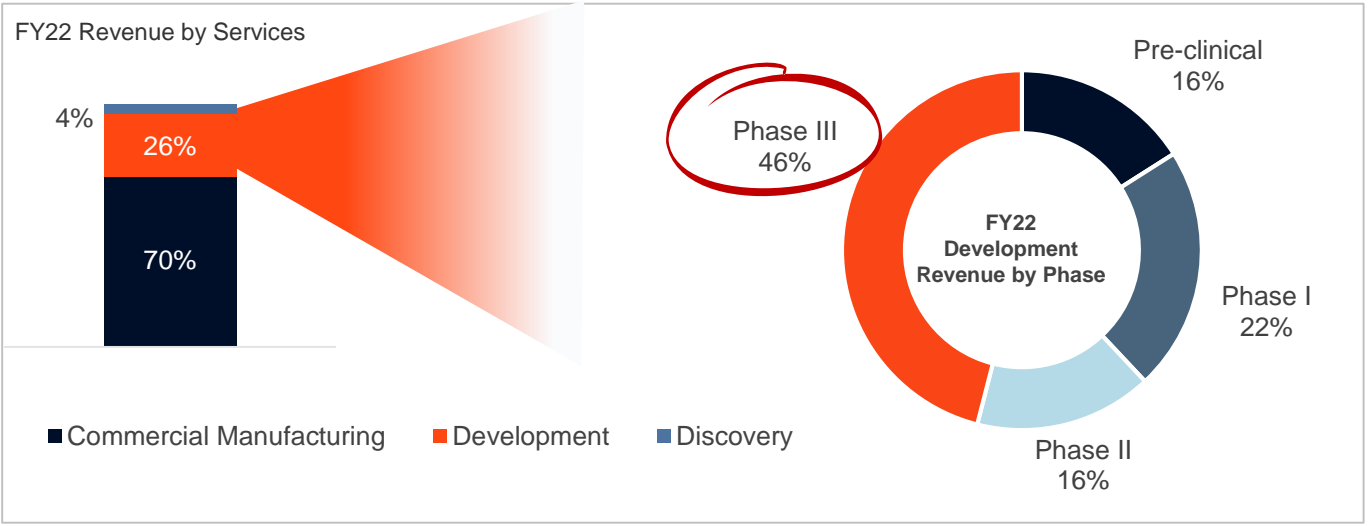 FY22 Revenue by Services
4%
26%
70%
Commercial Manufacturing
Development
Discovery
Phase III
46%
Pre-clinical
16%
FY22
Development
Revenue by Phase
Phase I
22%
Phase II
16%